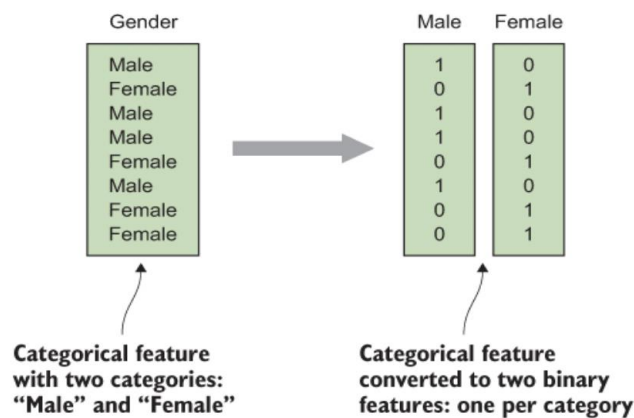 Gender
Male
Female
Male
Male
Female
Male
Female
Female
Male Female
1 0
0 1
1 0
1 0
0 1
1 0
0 1
0 1
Categorical feature
with two categories:
“Male” and “Female”
Categorical feature
converted to two binary
features: one per category